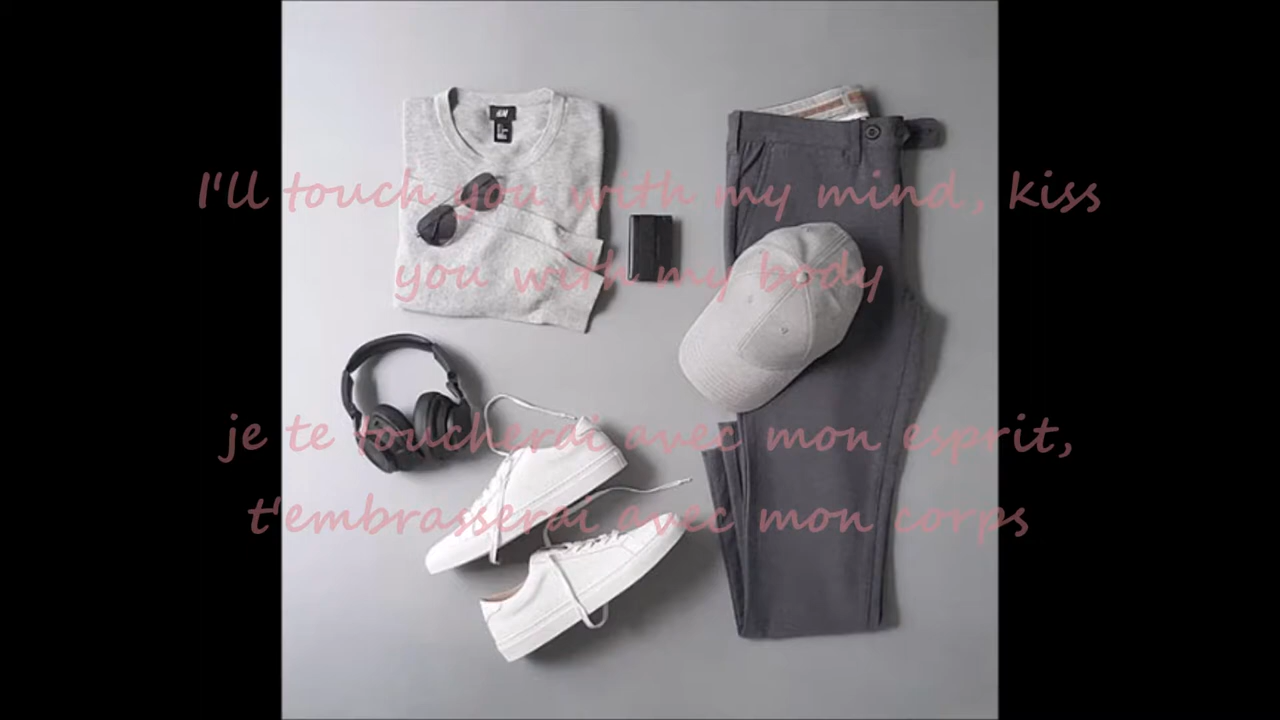 H&M
I'll touch you with my mind, kiss
you with my body
je te toucherai avec mon esprit,
t'embrasserai avec mon corps